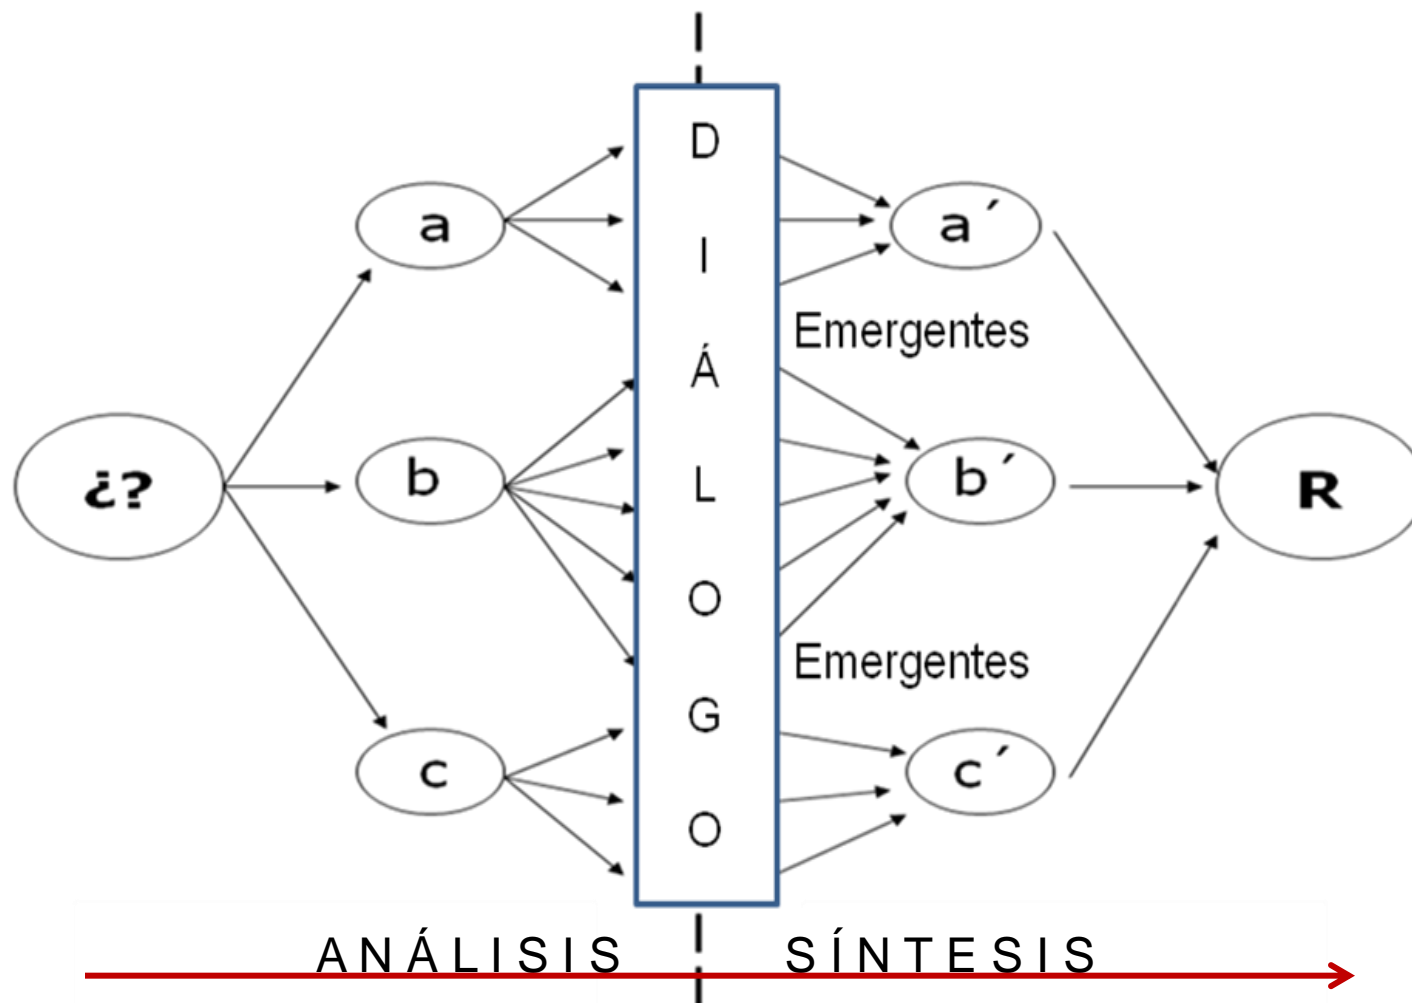 ¿?
a
b
c
D
I
Á
L
O
G
O
a´
Emergentes
b´
Emergentes
c´
R
ANÁLISIS
SÍNTESIS